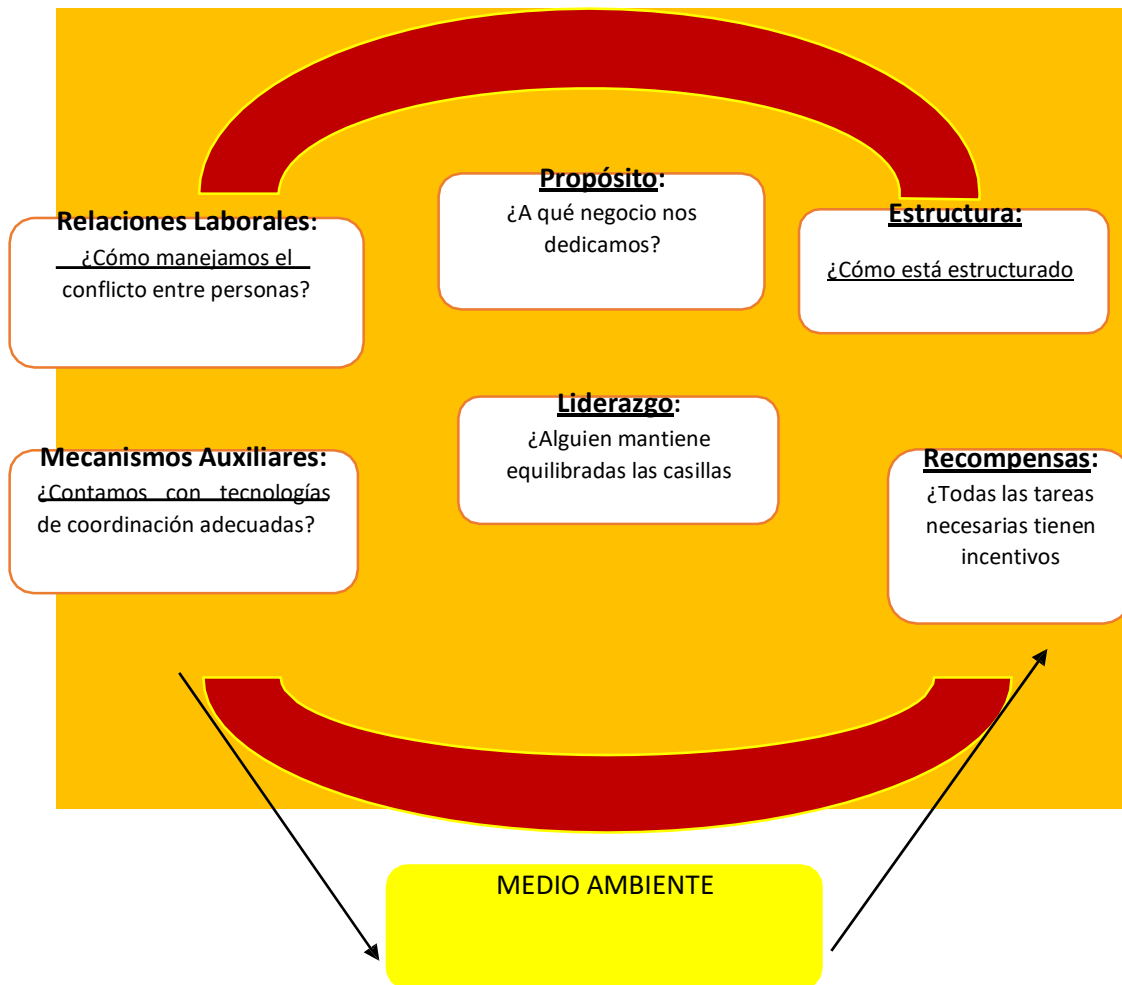 Relaciones Laborales:
¿Cómo manejamos el
conflicto entre personas?
Propósito:
¿A qué negocio nos
dedicamos?
Estructura:
¿Cómo está estructurado
Mecanismos Auxiliares:
¿Contamos con tecnologías
de coordinación adecuadas?
Liderazgo:
¿Alguien mantiene
equilibradas las casillas
Recompensas:
¿Todas las tareas
necesarias tienen
incentivos
MEDIO AMBIENTE